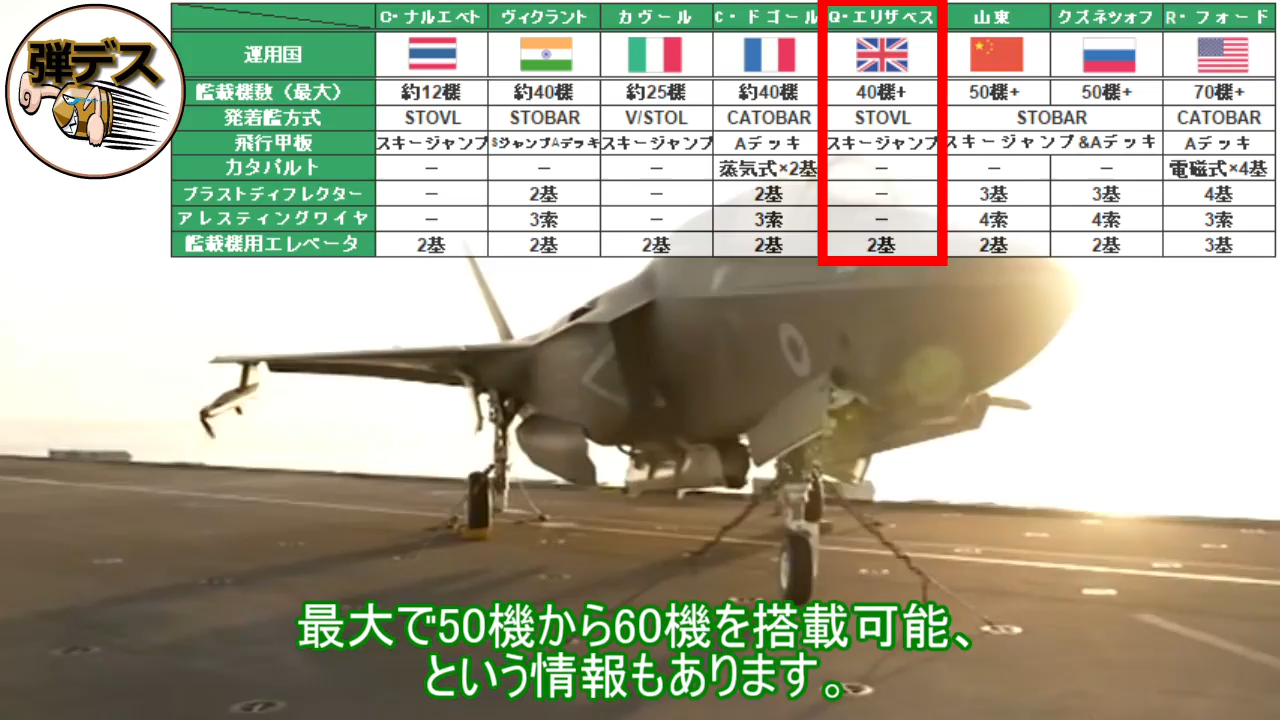 弾デス
C・ナルエベト ヴィクラント カヴール C・ドゴール Q・エリザベス 山東 クズネツォフ R・フォード
運用国
艦載機数（最大） 約12機 約40機 約25機 約40機 40機+ 50機+ 50機+ 70機+
発着艦方式 STOVL STOBAR V/STOL CATOBAR STOVL STOBAR CATOBAR
飛行甲板 スキージャンプ SジャンプAデッキ スキージャンプ Aデッキ スキージャンプ スキージャンプ&Aデッキ Aデッキ
カタパルト － － － 蒸気式×2基 － － － 電磁式×4基
ブラストディフレクター － 2基 － 2基 － 3基 3基 4基
アレスティングワイヤ － 3索 － 3索 － 4索 4索 3索
艦載機用エレベータ 2基 2基 2基 2基 2基 2基 2基 3基
最大で50機から60機を搭載可能、
という情報もあります。